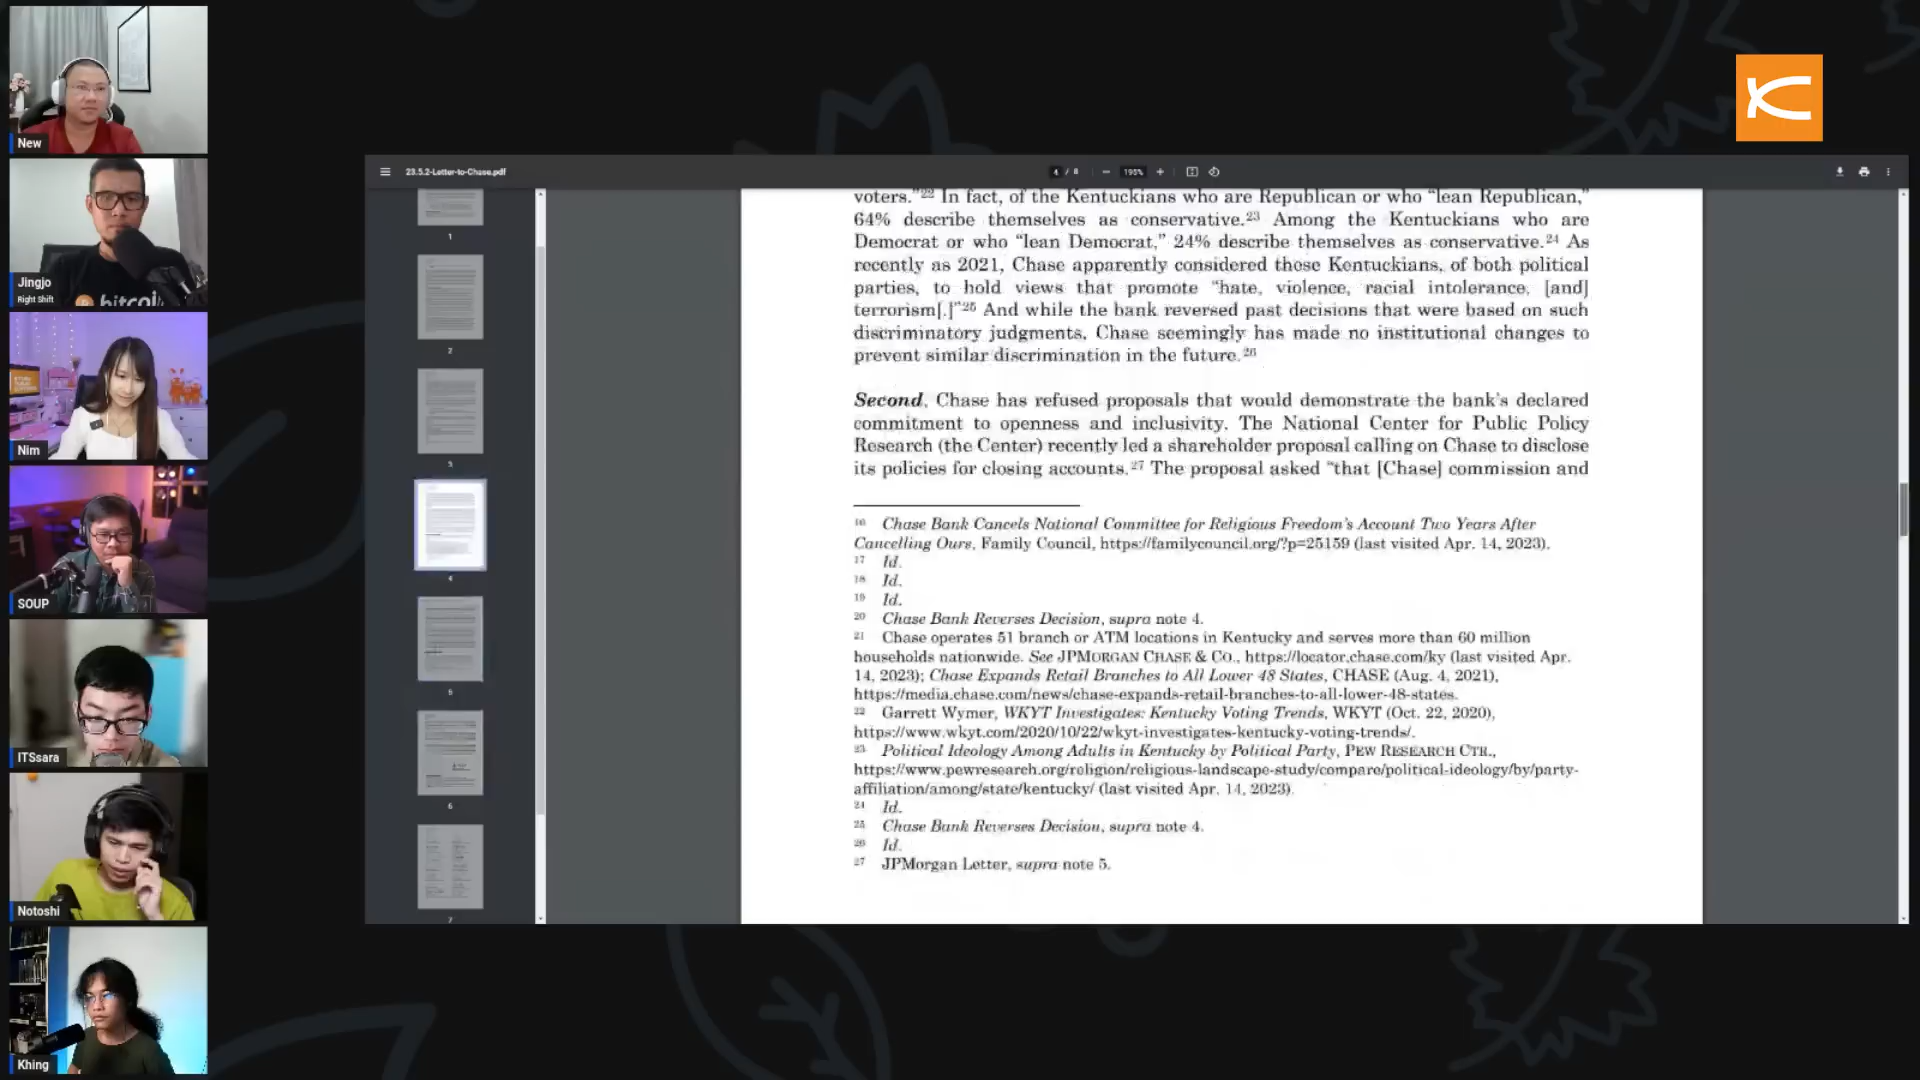 New
Jingjo
Right Shift
bitcoi
Nim
SOUP
ITSsara
Notoshi
Khing
23.5.2-Letter-to-Chase.pdf
4 / 8
195%
1
2
3
4
5
6
7
voters.”22 In fact, of the Kentuckians who are Republican or who “lean Republican,”
64% describe themselves as conservative.23 Among the Kentuckians who are
Democrat or who “lean Democrat,” 24% describe themselves as conservative.24 As
recently as 2021, Chase apparently considered these Kentuckians, of both political
parties, to hold views that promote “hate, violence, racial intolerance, [and]
terrorism[.]”25 And while the bank reversed past decisions that were based on such
discriminatory judgments, Chase seemingly has made no institutional changes to
prevent similar discrimination in the future.26
Second, Chase has refused proposals that would demonstrate the bank’s declared
commitment to openness and inclusivity. The National Center for Public Policy
Research (the Center) recently led a shareholder proposal calling on Chase to disclose
its policies for closing accounts.27 The proposal asked “that [Chase] commission and
16 Chase Bank Cancels National Committee for Religious Freedom’s Account Two Years After
Cancelling Ours, Family Council, https://familycouncil.org/?p=25159 (last visited Apr. 14, 2023).
17 Id.
18 Id.
19 Id.
20 Chase Bank Reverses Decision, supra note 4.
21 Chase operates 51 branch or ATM locations in Kentucky and serves more than 60 million
households nationwide. See JPMORGAN CHASE & CO., https://locator.chase.com/ky (last visited Apr.
14, 2023); Chase Expands Retail Branches to All Lower 48 States, CHASE (Aug. 4, 2021),
https://media.chase.com/news/chase-expands-retail-branches-to-all-lower-48-states.
22 Garrett Wymer, WKYT Investigates: Kentucky Voting Trends, WKYT (Oct. 22, 2020),
https://www.wkyt.com/2020/10/22/wkyt-investigates-kentucky-voting-trends/.
23 Political Ideology Among Adults in Kentucky by Political Party, PEW RESEARCH CTR.,
https://www.pewresearch.org/religion/religious-landscape-study/compare/political-ideology/by/party-
affiliation/among/state/kentucky/ (last visited Apr. 14, 2023).
24 Id.
25 Chase Bank Reverses Decision, supra note 4.
26 Id.
27 JPMorgan Letter, supra note 5.